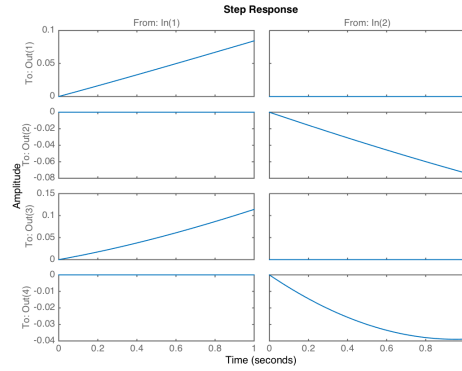 Step Response
From: In(1) From: In(2)
0.1
0.05
0
To: Out(1)
0
-0.02
-0.04
-0.06
-0.08
To: Out(2)
Amplitude
0.15
0.1
0.05
0
To: Out(3)
0
-0.01
-0.02
-0.03
-0.04
To: Out(4)
0 0.2 0.4 0.6 0.8 1 0 0.2 0.4 0.6 0.8 1
Time (seconds)